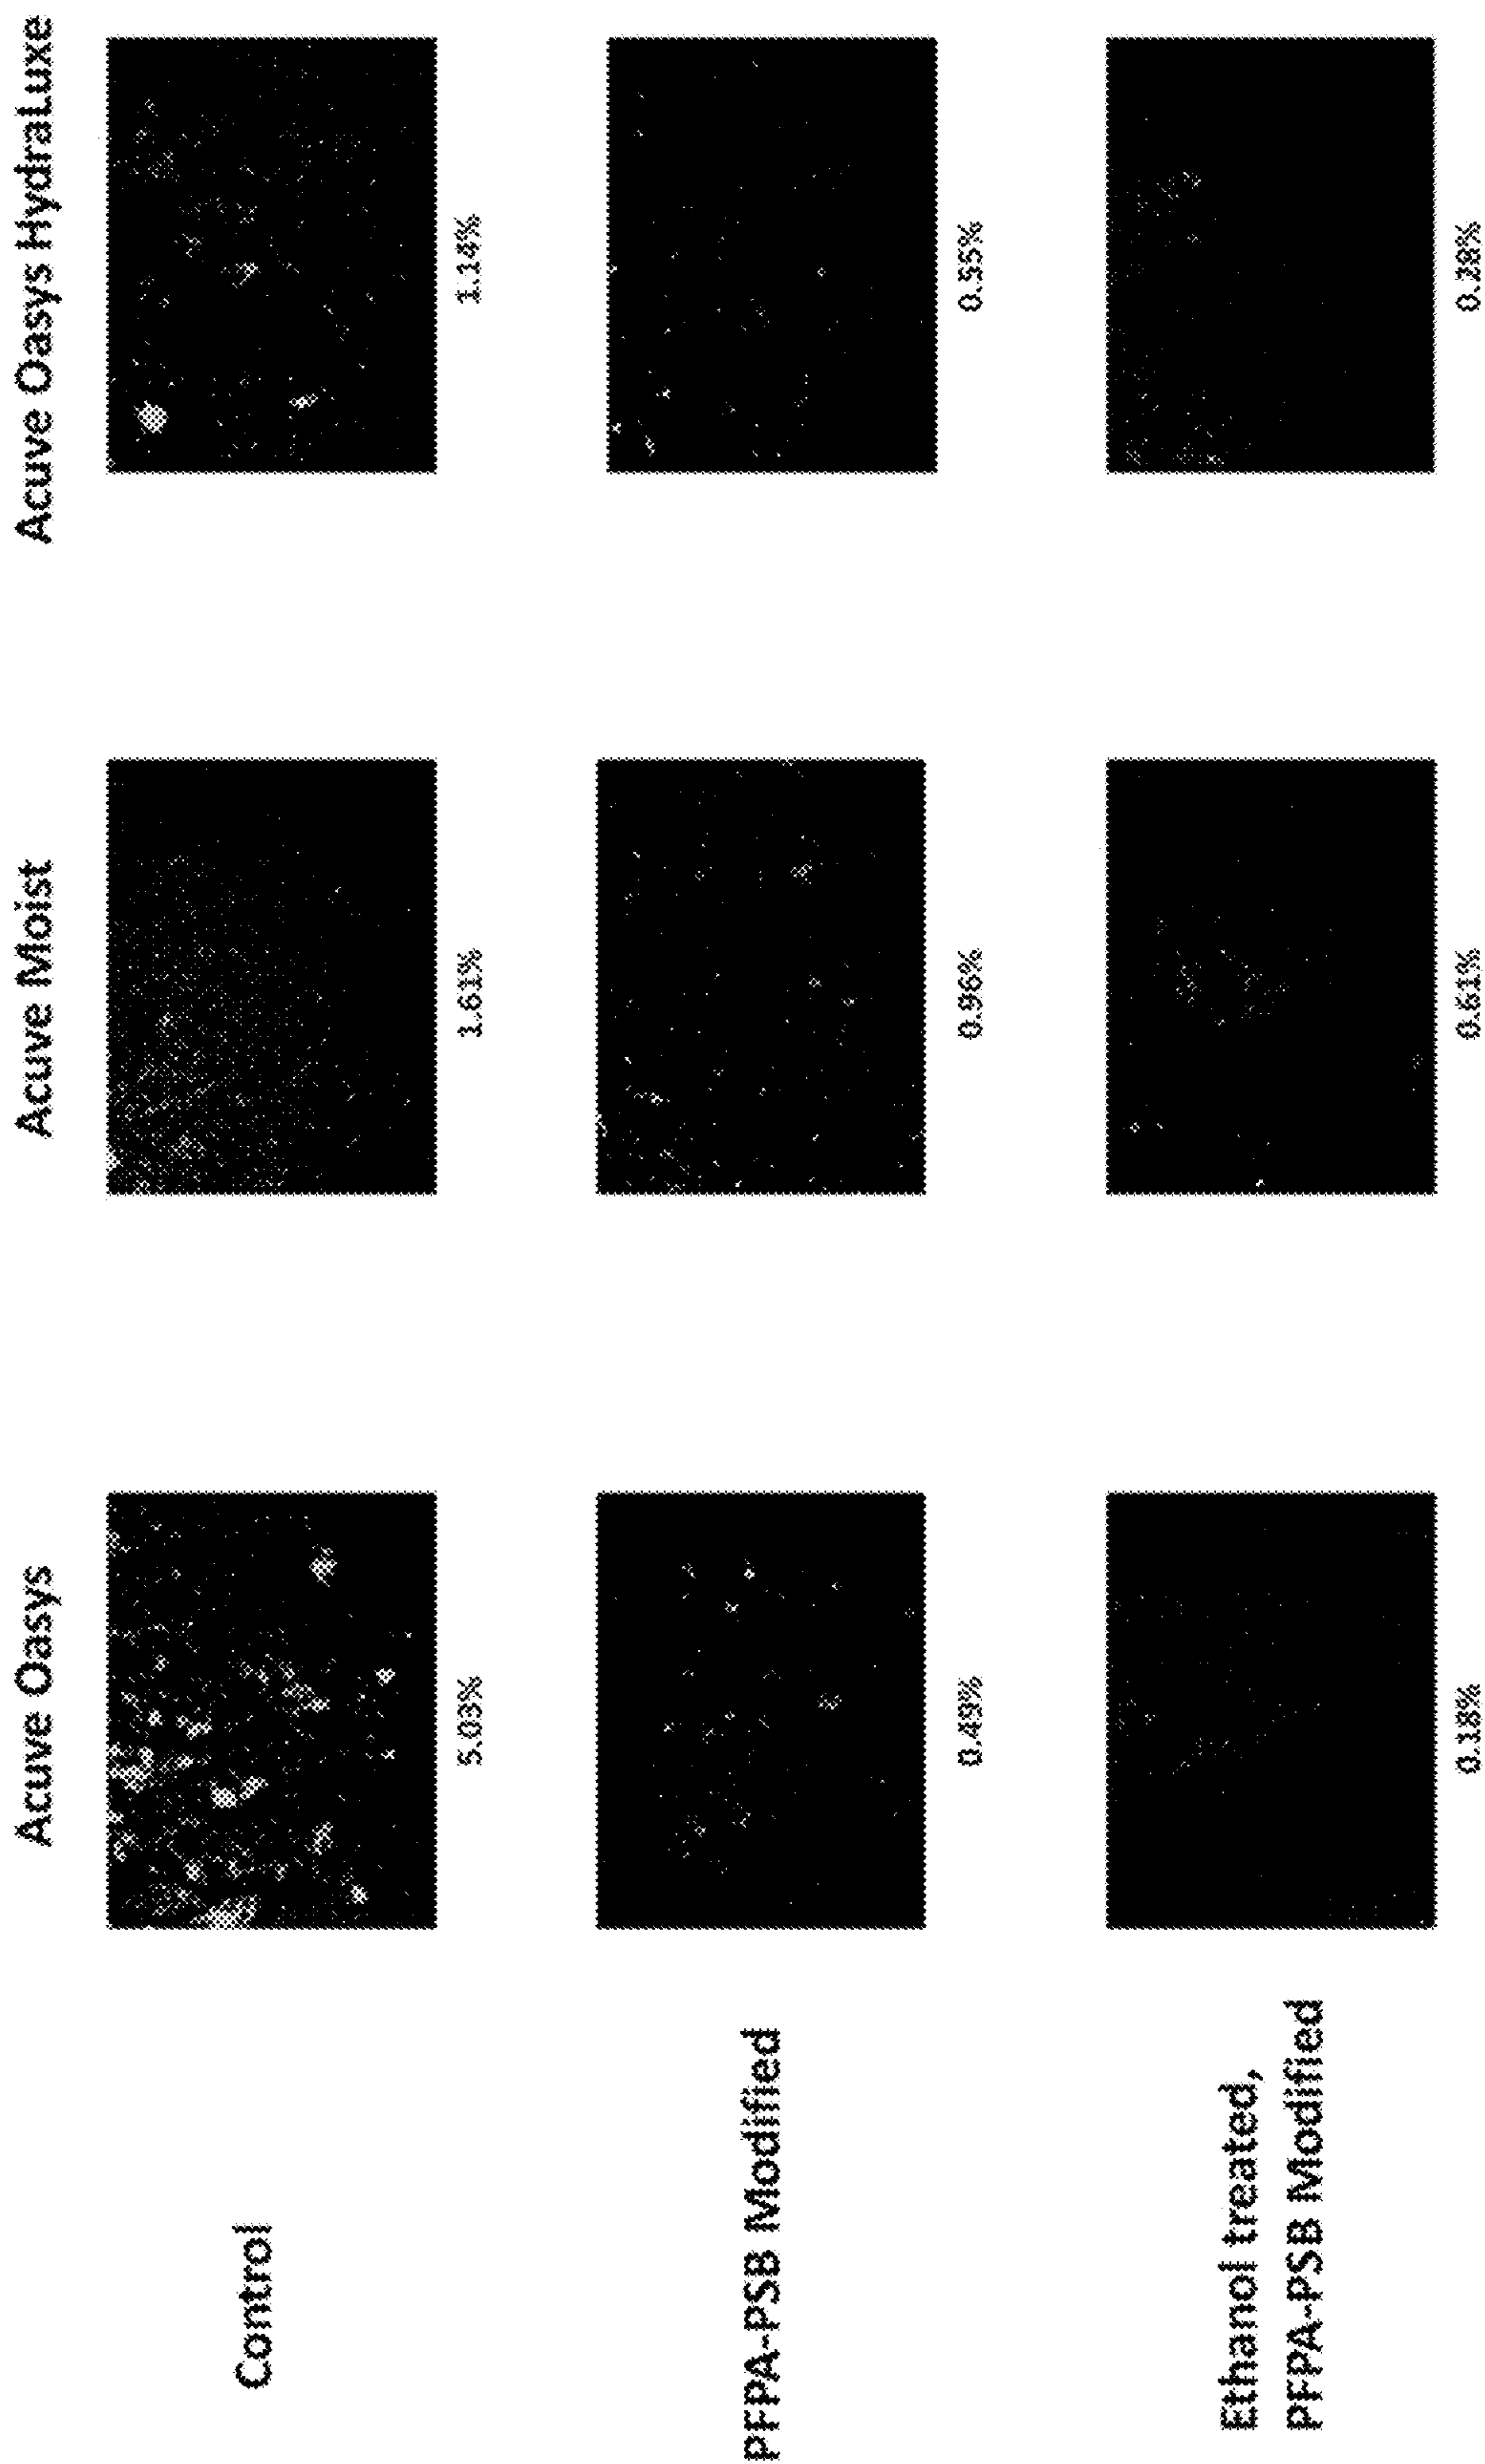 Acuve Oasys
Acuve Moist
Acuve Oasys HydraLuxe
Control
5.03%
1.61%
1.14%
PFPA-PSB Modified
0.49%
0.96%
0.55%
Ethanol treated,
PFPA-PSB Modified
0.18%
0.61%
0.28%